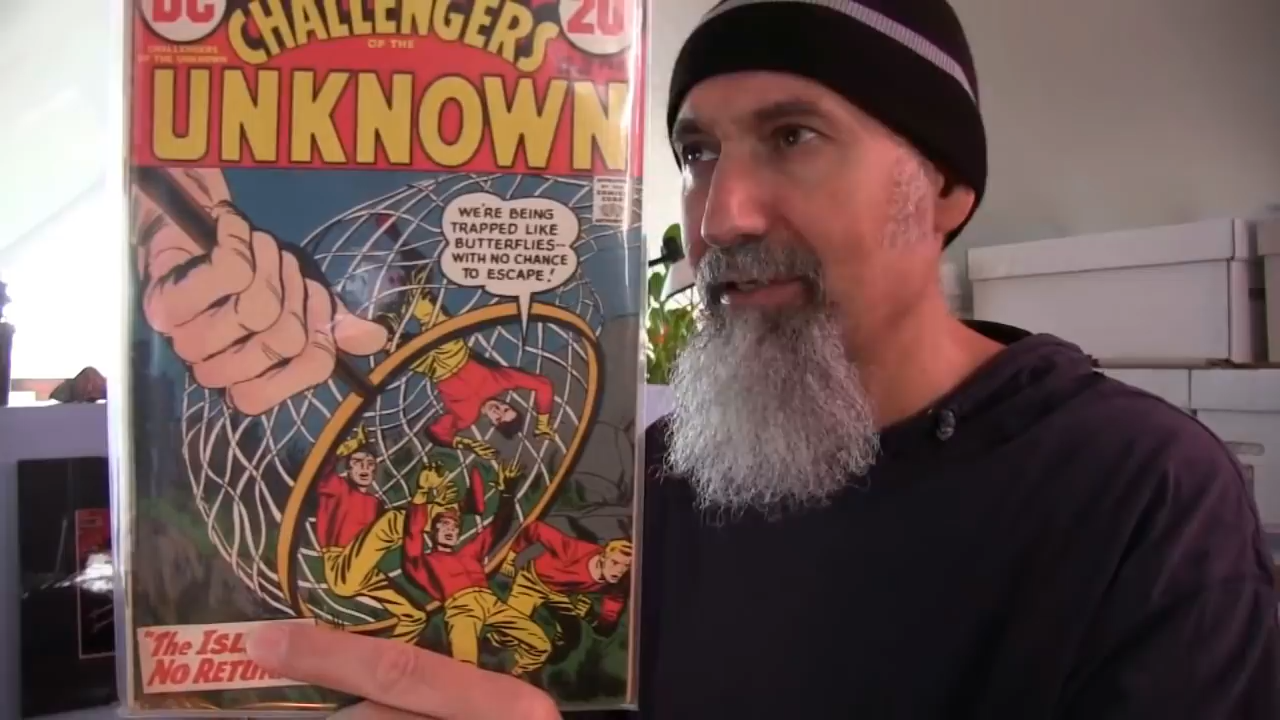 DC
CHALLENGERS
OF THE
20
CHALLENGERS
OF THE UNKNOWN
UNKNOWN
WE'RE BEING
TRAPPED LIKE
BUTTERFLIES—
WITH NO CHANCE
TO ESCAPE!
"The ISL
NO RETURN